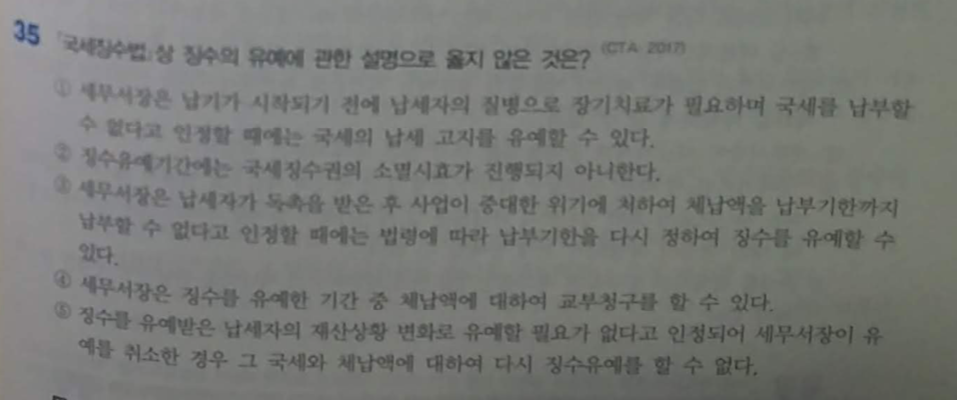 35 「국세징수법」상 징수의 유예에 관한 설명으로 옳지 않은 것은? (CTA 2017)
① 세무서장은 납기가 시작되기 전에 납세자의 질병으로 장기치료가 필요하며 국세를 납부할
수 없다고 인정할 때에는 국세의 납세 고지를 유예할 수 있다.
② 징수유예기간에는 국세징수권의 소멸시효가 진행되지 아니한다.
③ 세무서장은 납세자가 독촉을 받은 후 사업이 중대한 위기에 처하여 체납액을 납부기한까지
납부할 수 없다고 인정할 때에는 법령에 따라 납부기한을 다시 정하여 징수를 유예할 수
있다.
④ 세무서장은 징수를 유예한 기간 중 체납액에 대하여 교부청구를 할 수 있다.
⑤ 징수를 유예받은 납세자의 재산상황 변화로 유예할 필요가 없다고 인정되어 세무서장이 유
예를 취소한 경우 그 국세와 체납액에 대하여 다시 징수유예를 할 수 없다.